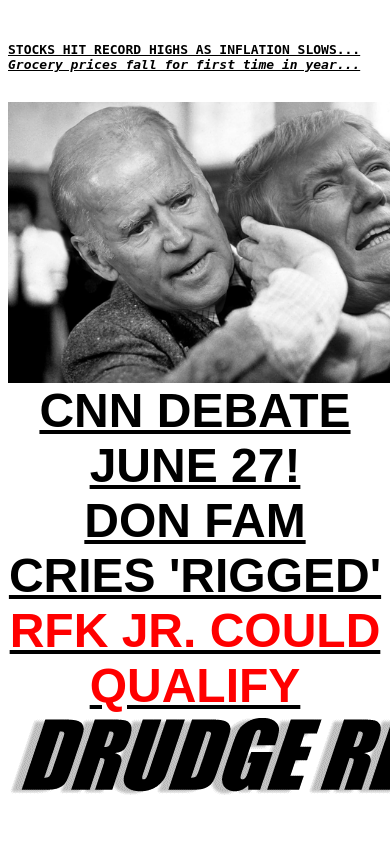 STOCKS HIT RECORD HIGHS AS INFLATION SLOWS...
Grocery prices fall for first time in year...
CNN DEBATE
JUNE 27!
DON FAM
CRIES 'RIGGED'
RFK JR. COULD
QUALIFY
DRUDGE